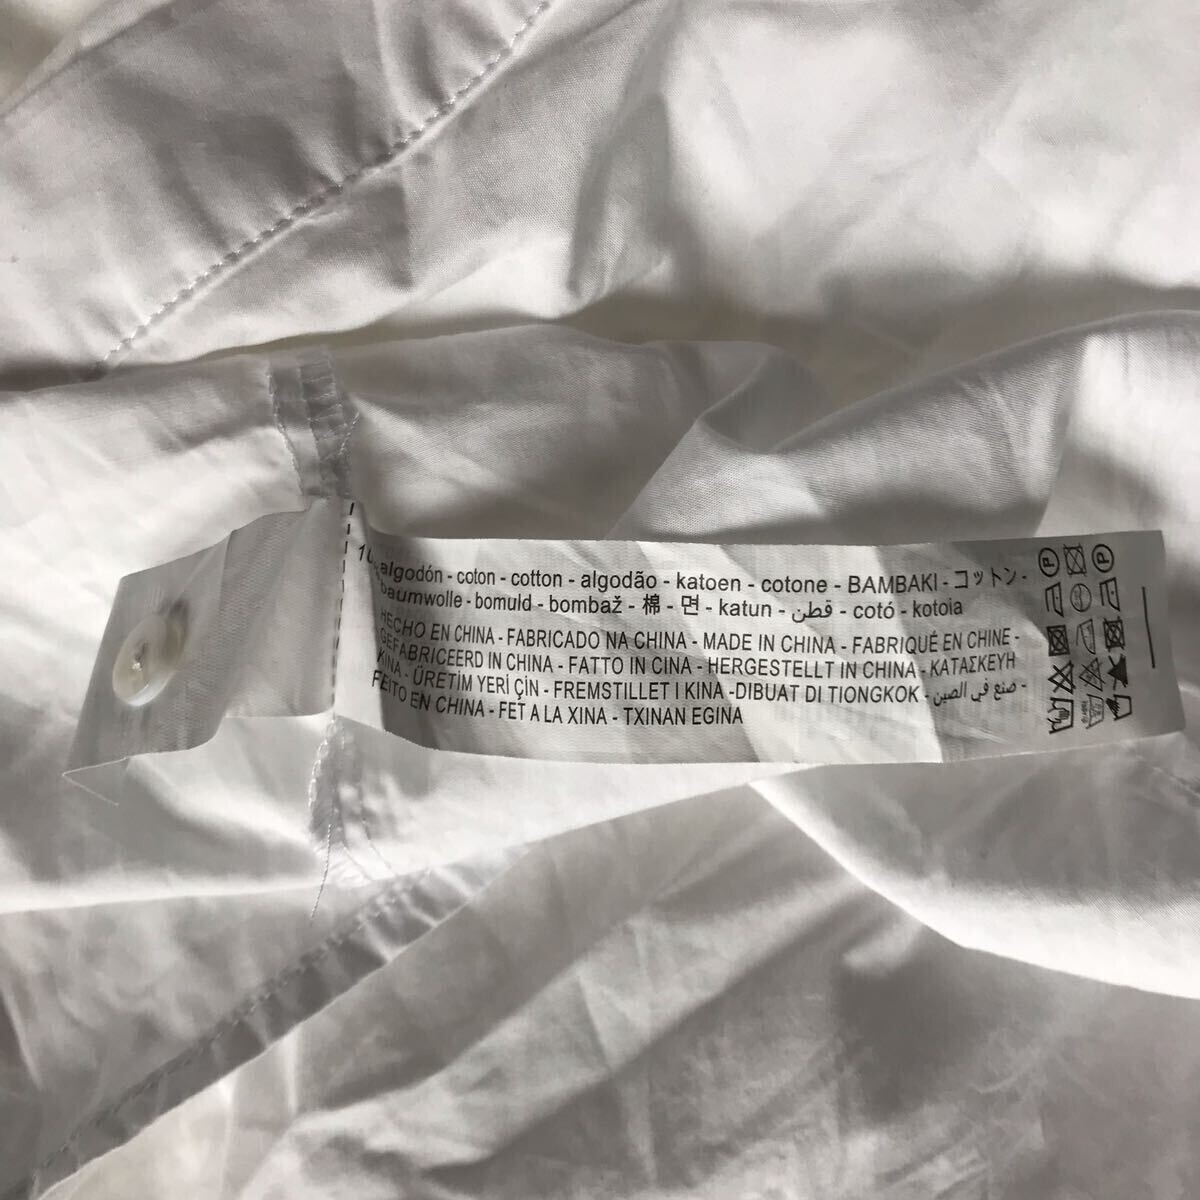 algodón - coton - cotton - algodão - katoen - cotone - BAMBAKI - コットン -
baumwolle - bomuld - bombaž - 棉 - 면 - katun - قطن - cotó - kotoia
HECHO EN CHINA - FABRICADO NA CHINA - MADE IN CHINA - FABRIQUÉ EN CHINE -
GEFABRICEERD IN CHINA - FATTO IN CINA - HERGESTELLT IN CHINA - ΚΑΤΑΣΚΕΥΗ
KINA - ÜRETİM YERİ ÇİN - FREMSTILLET I KINA -DIBUAT DI TIONGKOK - صنع في الصين -
FEITO EN CHINA - FET A LA XINA - TXINAN EGINA
P P